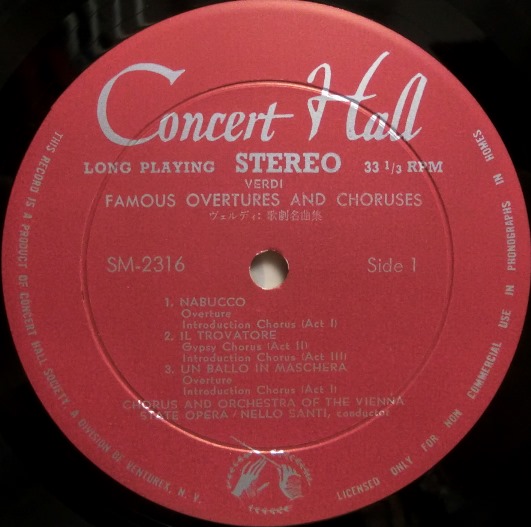 Concert Hall
LONG PLAYING STEREO 33 1/3 RPM
VERDI
FAMOUS OVERTURES AND CHORUSES
ヴェルディ: 歌劇名曲集
SM-2316 Side 1
1. NABUCCO
Overture
Introduction Chorus (Act I)
2. IL TROVATORE
Gypsy Chorus (Act II)
Introduction Chorus (Act III)
3. UN BALLO IN MASCHERA
Overture
Introduction Chorus (Act I)
CHORUS AND ORCHESTRA OF THE VIENNA
STATE OPERA / NELLO SANTI, conductor
THIS RECORD IS A PRODUCT OF CONCERT HALL SOCIETY, A DIVISION OF VENTUREX, N. V.
LICENSED ONLY FOR NON COMMERCIAL USE IN PHONOGRAPHS IN HOMES